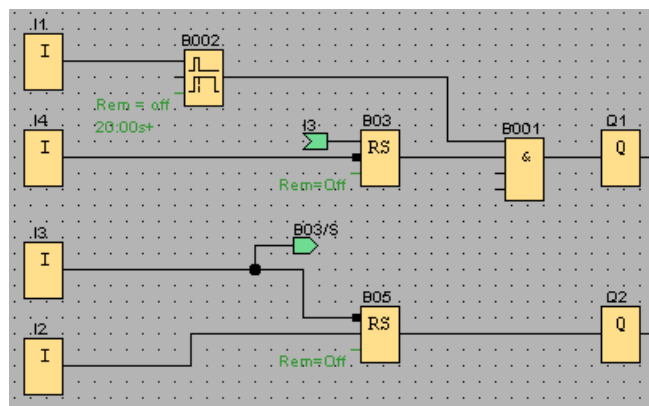 I1
I
B002
Rem = off
20:00s+
I4
I
I3
B03
RS
Rem=Off
B001
&
Q1
Q
I3
I
B03/S
B05
RS
Rem=Off
Q2
Q
I2
I